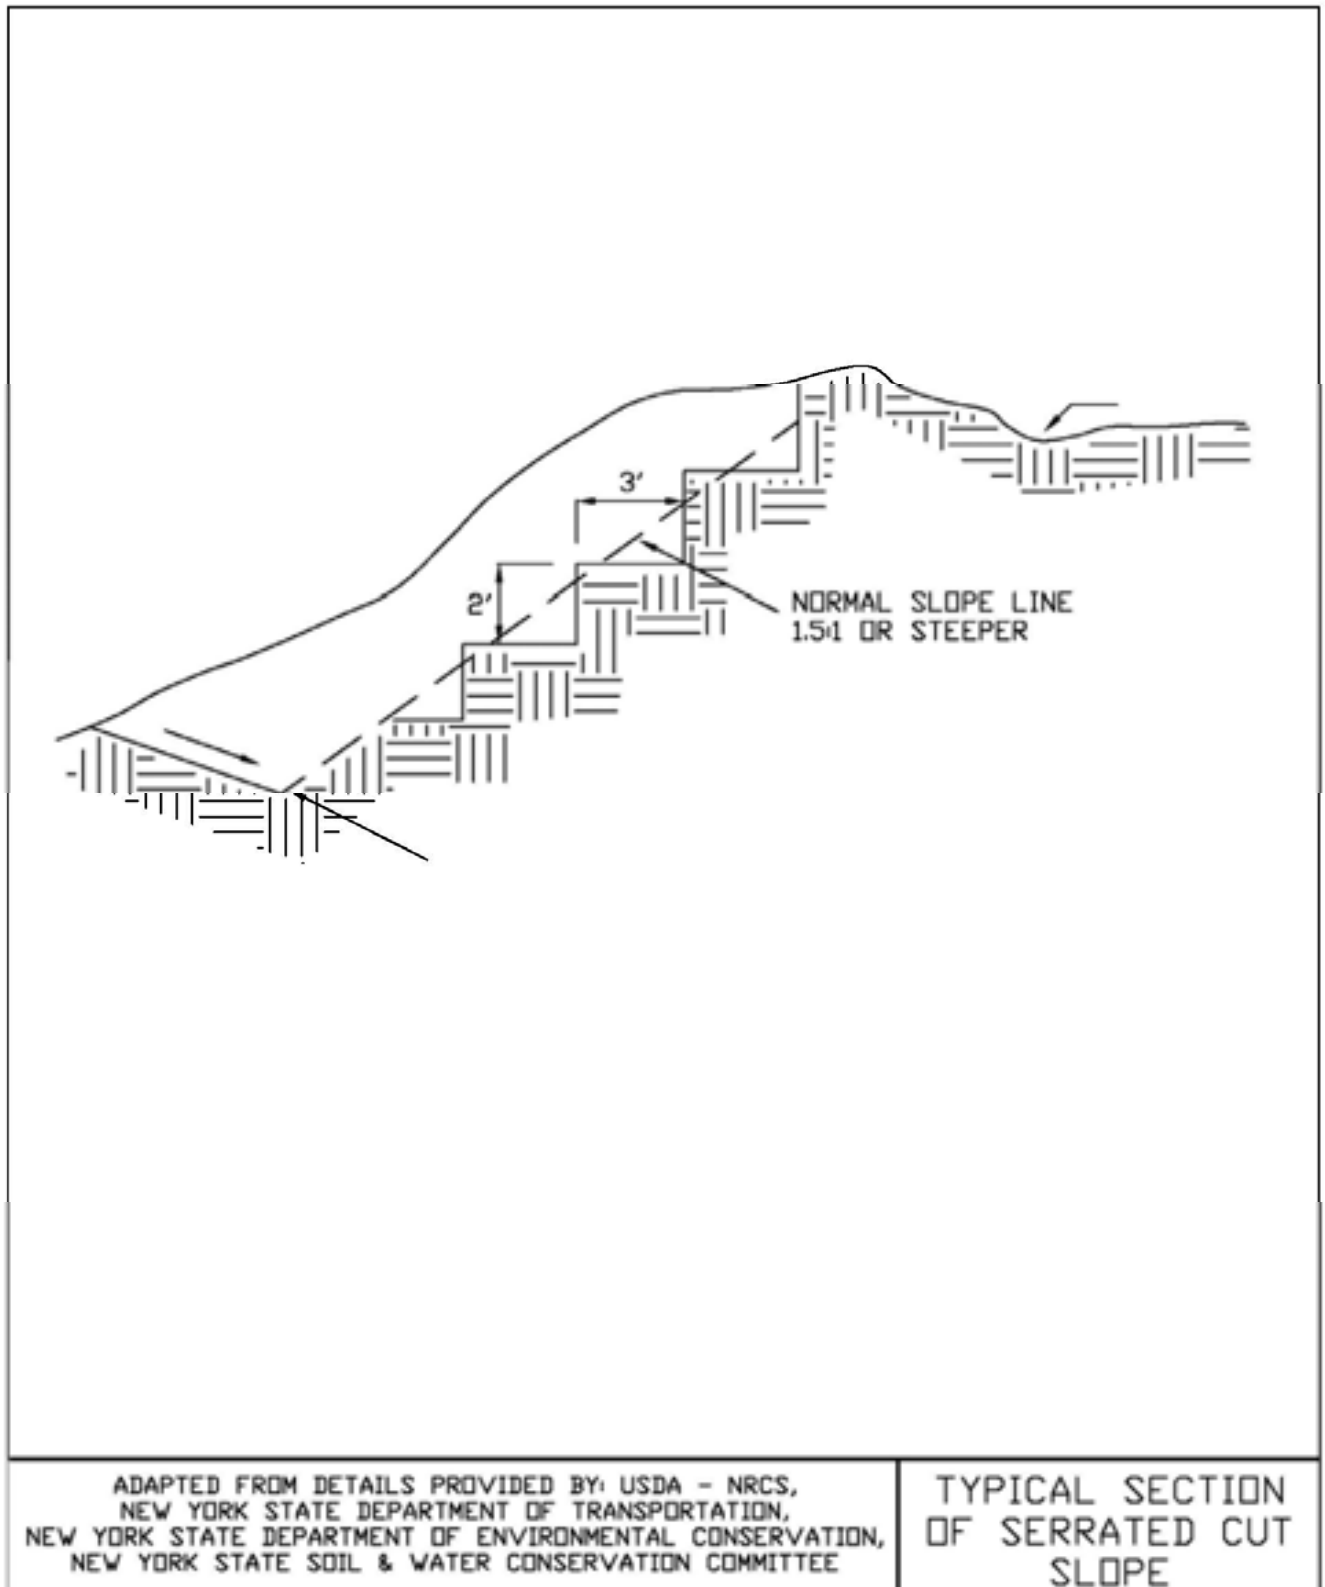 3'
2'
NORMAL SLOPE LINE
1.5:1 OR STEEPER
ADAPTED FROM DETAILS PROVIDED BY: USDA - NRCS,
NEW YORK STATE DEPARTMENT OF TRANSPORTATION,
NEW YORK STATE DEPARTMENT OF ENVIRONMENTAL CONSERVATION,
NEW YORK STATE SOIL & WATER CONSERVATION COMMITTEE
TYPICAL SECTION
OF SERRATED CUT
SLOPE